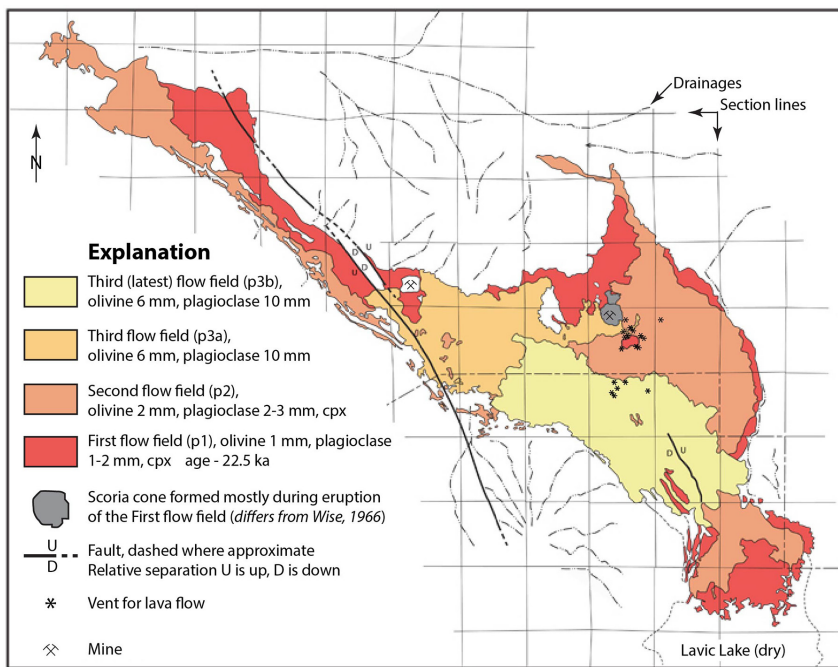 Drainages
Section lines
N
U
D
D
U
Explanation
Third (latest) flow field (p3b),
olivine 6 mm, plagioclase 10 mm
Third flow field (p3a),
olivine 6 mm, plagioclase 10 mm
Second flow field (p2),
olivine 2 mm, plagioclase 2-3 mm, cpx
First flow field (p1), olivine 1 mm, plagioclase
1-2 mm, cpx age - 22.5 ka
Scoria cone formed mostly during eruption
of the First flow field (differs from Wise, 1966)
U
D
Fault, dashed where approximate
Relative separation U is up, D is down
Vent for lava flow
Mine
D U
Lavic Lake (dry)